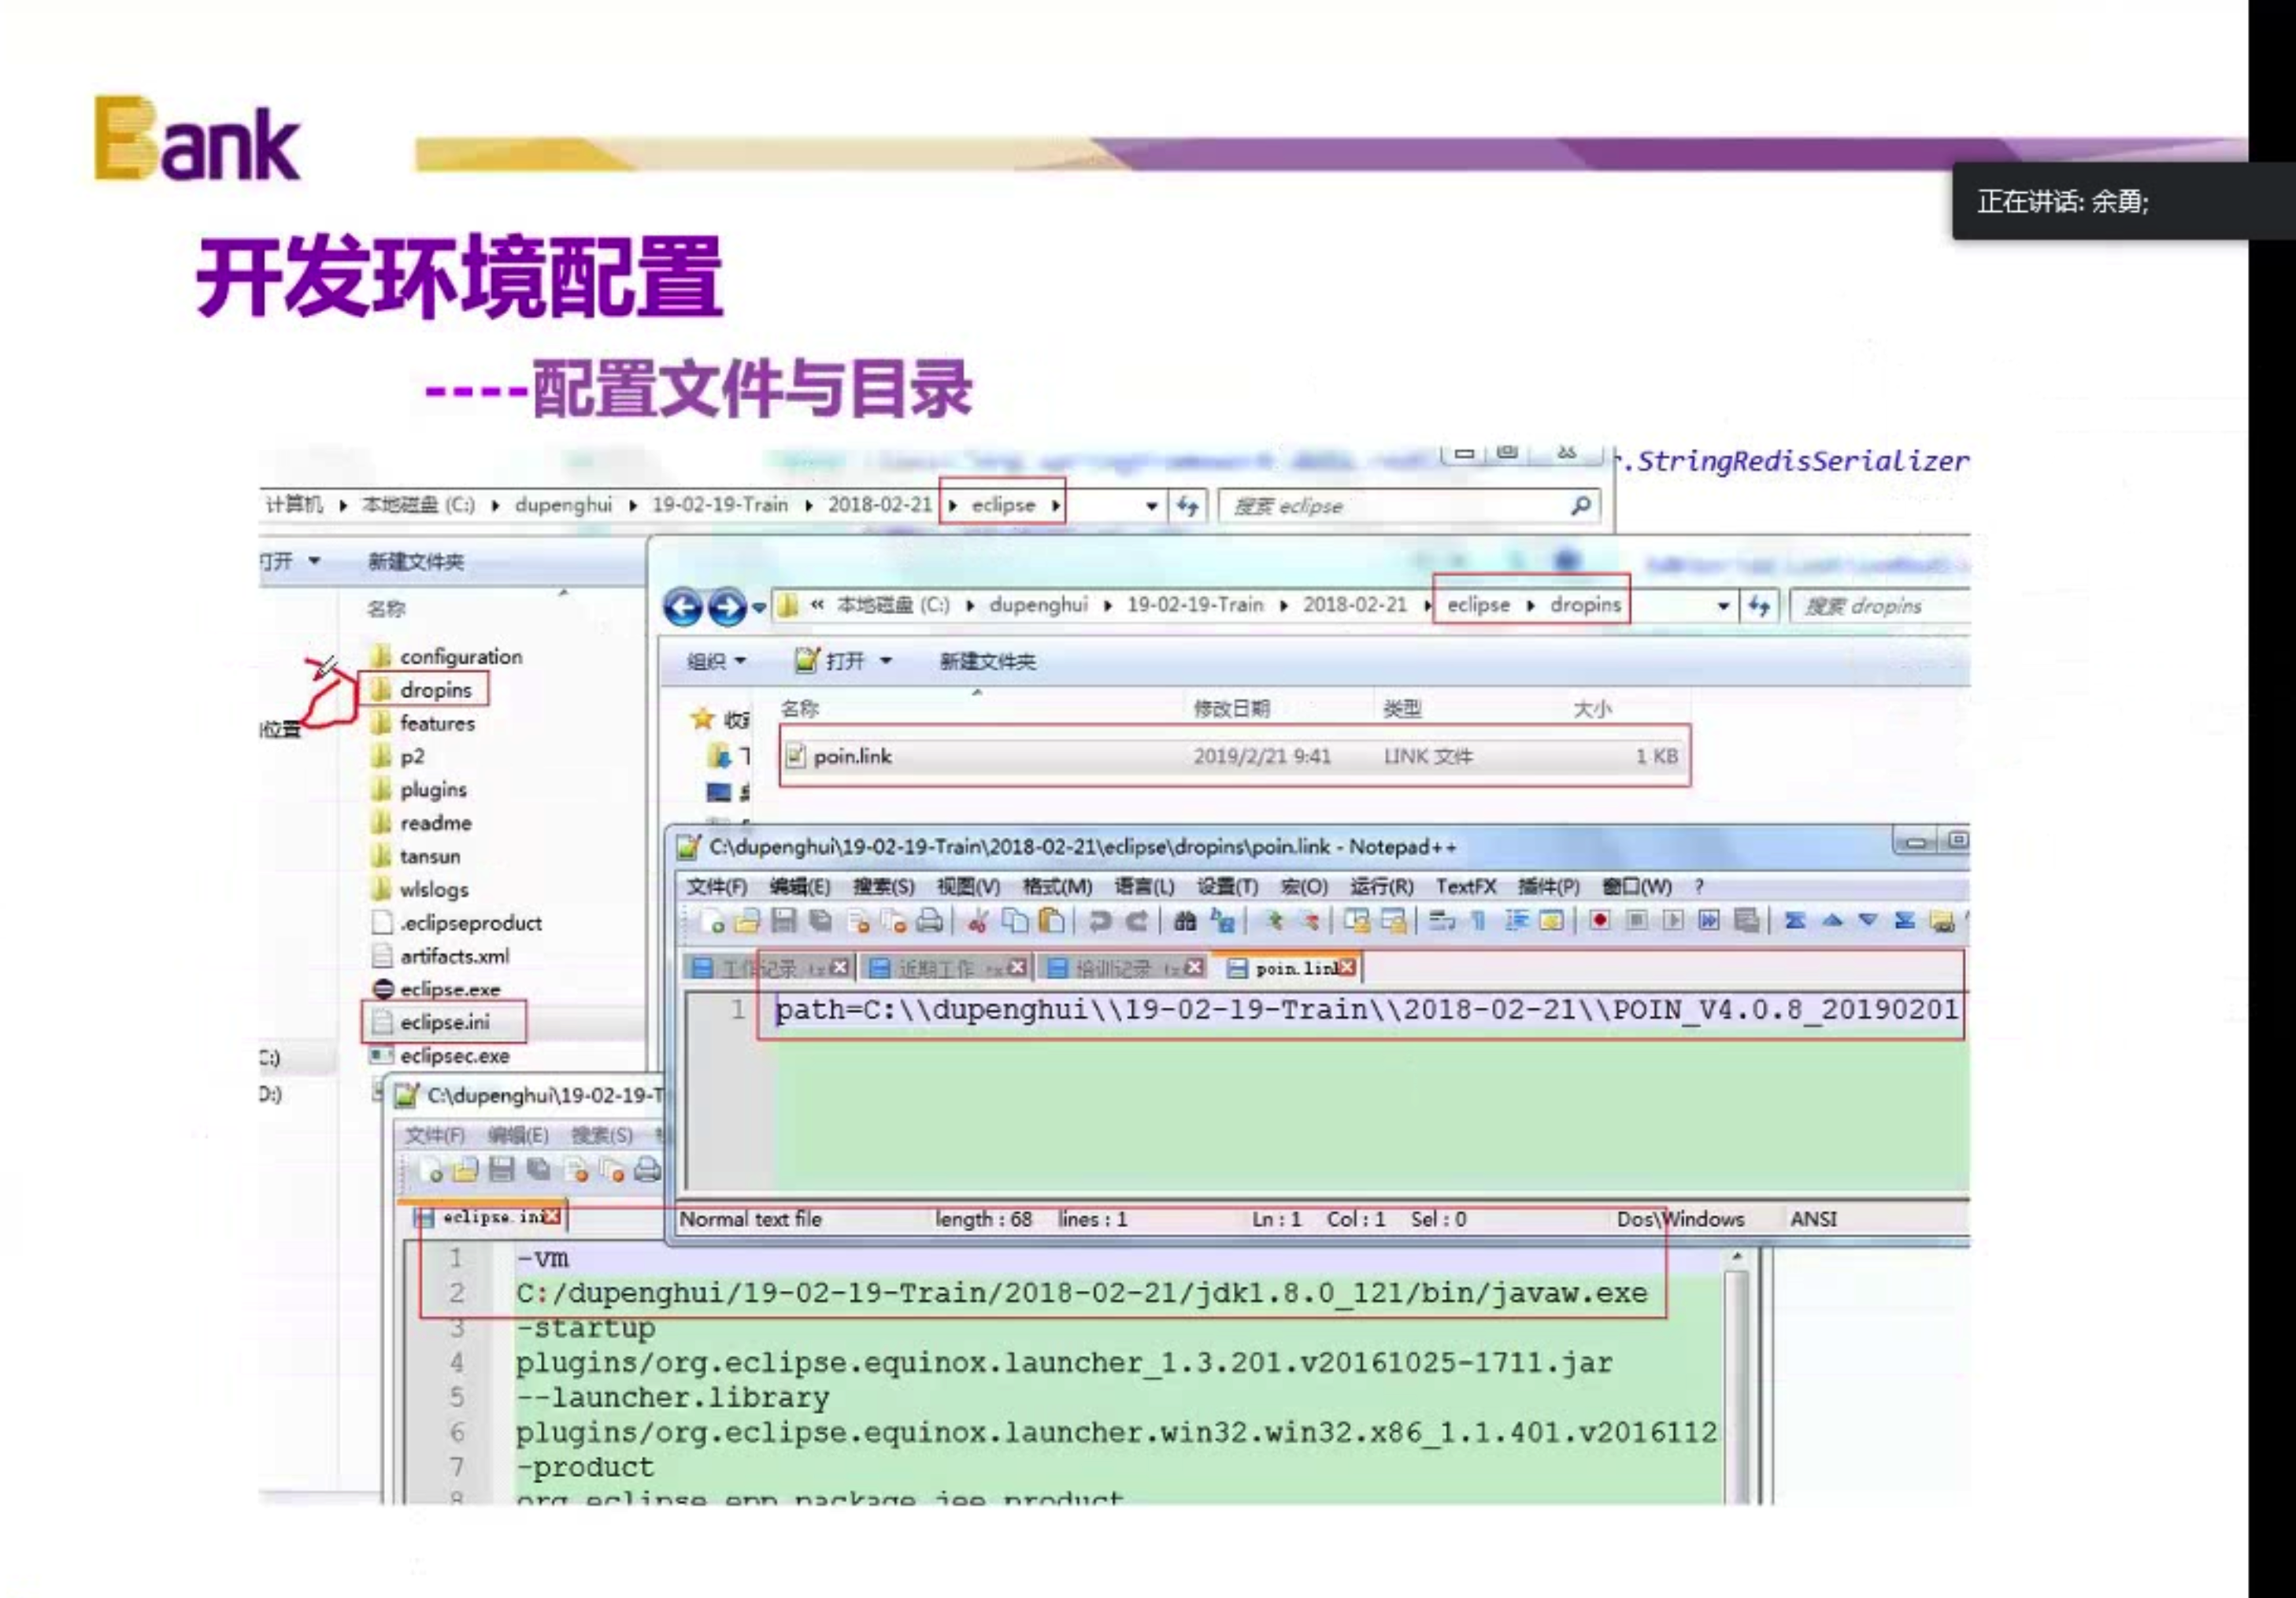 Bank
正在讲话: 余勇;
开发环境配置
----配置文件与目录
r.StringRedisSerializer
计算机 本地磁盘 (C:) dupenghui 19-02-19-Train 2018-02-21 eclipse 搜索 eclipse
打开 新建文件夹
名称
configuration
dropins
features
p2
plugins
readme
tansun
wlslogs
.eclipseproduct
artifacts.xml
eclipse.exe
eclipse.ini
eclipsec.exe
位置
C:)
D:)
« 本地磁盘 (C:) dupenghui 19-02-19-Train 2018-02-21 eclipse dropins 搜索 dropins
组织 打开 新建文件夹
名称 修改日期 类型 大小
poin.link 2019/2/21 9:41 LINK 文件 1 KB
C:\dupenghui\19-02-19-Train\2018-02-21\eclipse\dropins\poin.link - Notepad++
文件(F) 编辑(E) 搜索(S) 视图(V) 格式(M) 语言(L) 设置(T) 宏(O) 运行(R) TextFX 插件(P) 窗口(W) ?
工作记录 近期工作 培训记录 poin.link
1 path=C:\\dupenghui\\19-02-19-Train\\2018-02-21\\POIN_V4.0.8_20190201
Normal text file length : 68 lines : 1 Ln : 1 Col : 1 Sel : 0 Dos\Windows ANSI
C:\dupenghui\19-02-19-T
文件(F) 编辑(E) 搜索(S)
eclipse.ini
1 -vm
2 C:/dupenghui/19-02-19-Train/2018-02-21/jdk1.8.0_121/bin/javaw.exe
3 -startup
4 plugins/org.eclipse.equinox.launcher_1.3.201.v20161025-1711.jar
5 --launcher.library
6 plugins/org.eclipse.equinox.launcher.win32.win32.x86_1.1.401.v2016112
7 -product
8 org.eclipse.epp.package.jee.product